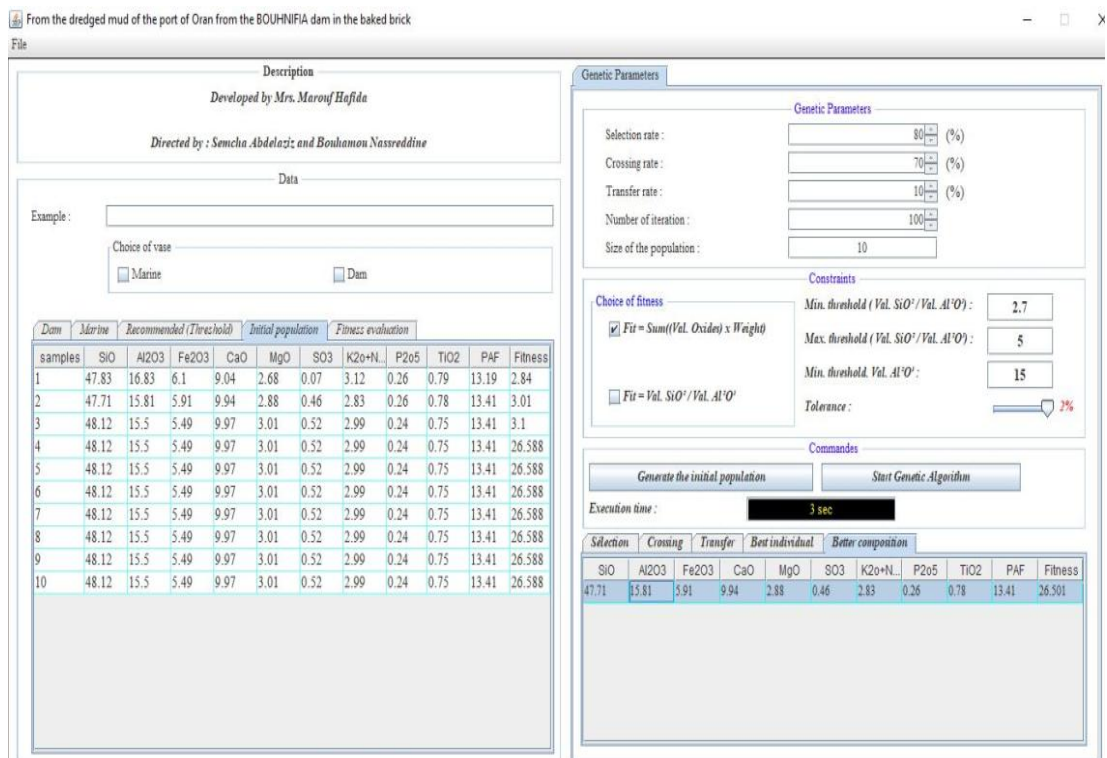 From the dredged mud of the port of Oran from the BOUHNIFIA dam in the baked brick
File
Description
Developed by Mrs. Marouf Hafida
Directed by : Semcha Abdelaziz and Bouhamou Nassreddine
Data
Example :
Choice of vase
Marine Dam
Dam Marine Recommended (Threshold) Initial population Fitness evaluation
samples SiO Al2O3 Fe2O3 CaO MgO SO3 K2o+N... P2o5 TiO2 PAF Fitness
1 47.83 16.83 6.1 9.04 2.68 0.07 3.12 0.26 0.79 13.19 2.84
2 47.71 15.81 5.91 9.94 2.88 0.46 2.83 0.26 0.78 13.41 3.01
3 48.12 15.5 5.49 9.97 3.01 0.52 2.99 0.24 0.75 13.41 3.1
4 48.12 15.5 5.49 9.97 3.01 0.52 2.99 0.24 0.75 13.41 26.588
5 48.12 15.5 5.49 9.97 3.01 0.52 2.99 0.24 0.75 13.41 26.588
6 48.12 15.5 5.49 9.97 3.01 0.52 2.99 0.24 0.75 13.41 26.588
7 48.12 15.5 5.49 9.97 3.01 0.52 2.99 0.24 0.75 13.41 26.588
8 48.12 15.5 5.49 9.97 3.01 0.52 2.99 0.24 0.75 13.41 26.588
9 48.12 15.5 5.49 9.97 3.01 0.52 2.99 0.24 0.75 13.41 26.588
10 48.12 15.5 5.49 9.97 3.01 0.52 2.99 0.24 0.75 13.41 26.588
Genetic Parameters
Genetic Parameters
Selection rate : 80 (%)
Crossing rate : 70 (%)
Transfer rate : 10 (%)
Number of iteration : 100
Size of the population : 10
Constraints
Choice of fitness
Fit = Sum((Val. Oxides) x Weight)
Fit = Val. SiO² / Val. Al²O³
Min. threshold ( Val. SiO² / Val. Al²O³) : 2.7
Max. threshold ( Val. SiO² / Val. Al²O³) : 5
Min. threshold. Val. Al²O³ : 15
Tolerance : 2%
Commandes
Generate the initial population Start Genetic Algorithm
Execution time : 3 sec
Selection Crossing Transfer Best individual Better composition
SiO Al2O3 Fe2O3 CaO MgO SO3 K2o+N... P2o5 TiO2 PAF Fitness
47.71 15.81 5.91 9.94 2.88 0.46 2.83 0.26 0.78 13.41 26.501